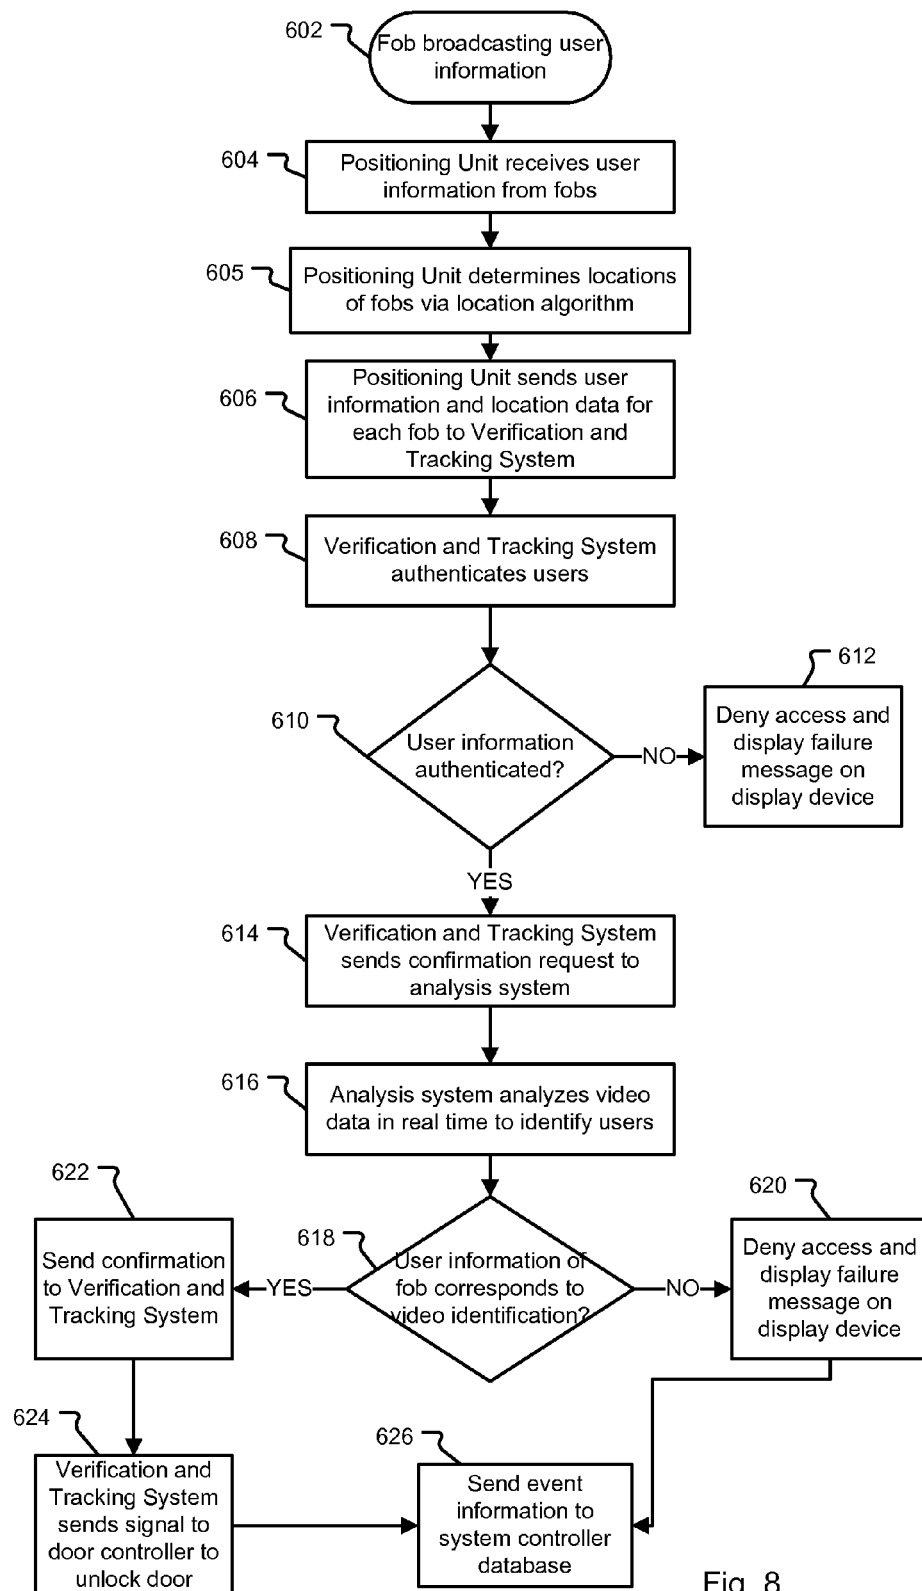 602
Fob broadcasting user
information
604
Positioning Unit receives user
information from fobs
605
Positioning Unit determines locations
of fobs via location algorithm
606
Positioning Unit sends user
information and location data for
each fob to Verification and
Tracking System
608
Verification and Tracking System
authenticates users
610
User information
authenticated?
NO
612
Deny access and
display failure
message on
display device
YES
614
Verification and Tracking System
sends confirmation request to
analysis system
616
Analysis system analyzes video
data in real time to identify users
618
User information of
fob corresponds to
video identification?
NO
620
Deny access and
display failure
message on
display device
YES
622
Send confirmation
to Verification and
Tracking System
624
Verification and
Tracking System
sends signal to
door controller to
unlock door
626
Send event
information to
system controller
database
Fig. 8